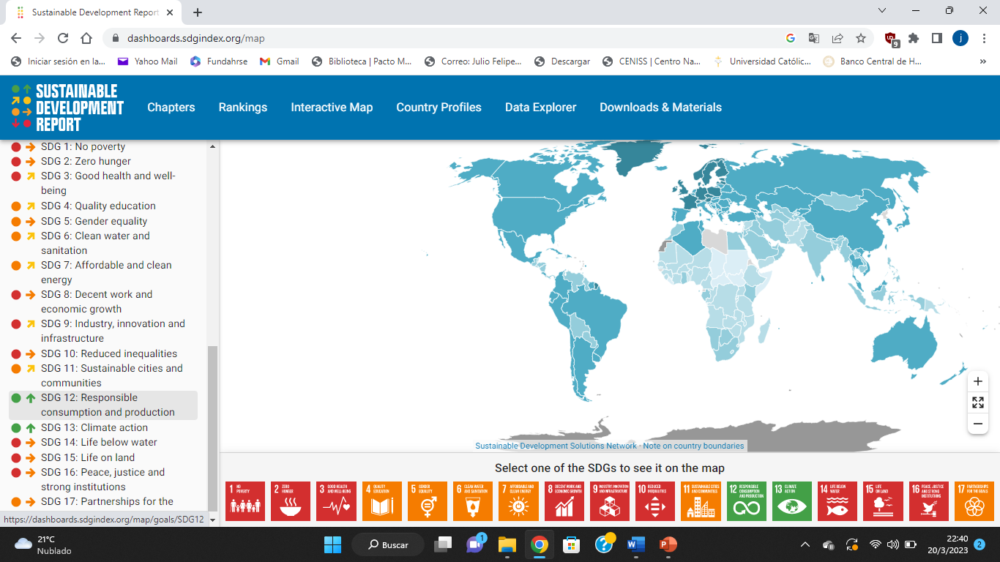 Sustainable Development Report
dashboards.sdgindex.org/map
9
j
Iniciar sesión en la...
Yahoo Mail
Fundahrse
Gmail
Biblioteca | Pacto M...
Correo: Julio Felipe...
Descargar
CENISS | Centro Na...
Universidad Católic...
Banco Central de H...
»
SUSTAINABLE
DEVELOPMENT
REPORT
Chapters
Rankings
Interactive Map
Country Profiles
Data Explorer
Downloads & Materials
SDG 1: No poverty
SDG 2: Zero hunger
SDG 3: Good health and well-
being
SDG 4: Quality education
SDG 5: Gender equality
SDG 6: Clean water and
sanitation
SDG 7: Affordable and clean
energy
SDG 8: Decent work and
economic growth
SDG 9: Industry, innovation and
infrastructure
SDG 10: Reduced inequalities
SDG 11: Sustainable cities and
communities
SDG 12: Responsible
consumption and production
SDG 13: Climate action
SDG 14: Life below water
SDG 15: Life on land
SDG 16: Peace, justice and
strong institutions
SDG 17: Partnerships for the
https://dashboards.sdgindex.org/map/goals/SDG12
Sustainable Development Solutions Network · Note on country boundaries
Select one of the SDGs to see it on the map
1 NO
POVERTY
2 ZERO
HUNGER
3 GOOD HEALTH
AND WELL-BEING
4 QUALITY
EDUCATION
5 GENDER
EQUALITY
6 CLEAN WATER
AND SANITATION
7 AFFORDABLE AND
CLEAN ENERGY
8 DECENT WORK AND
ECONOMIC GROWTH
9 INDUSTRY, INNOVATION
AND INFRASTRUCTURE
10 REDUCED
INEQUALITIES
11 SUSTAINABLE CITIES
AND COMMUNITIES
12 RESPONSIBLE
CONSUMPTION
AND PRODUCTION
13 CLIMATE
ACTION
14 LIFE BELOW
WATER
15 LIFE
ON LAND
16 PEACE, JUSTICE
AND STRONG
INSTITUTIONS
17 PARTNERSHIPS
FOR THE GOALS
21°C
Nublado
Buscar
1
22:40
20/3/2023
2